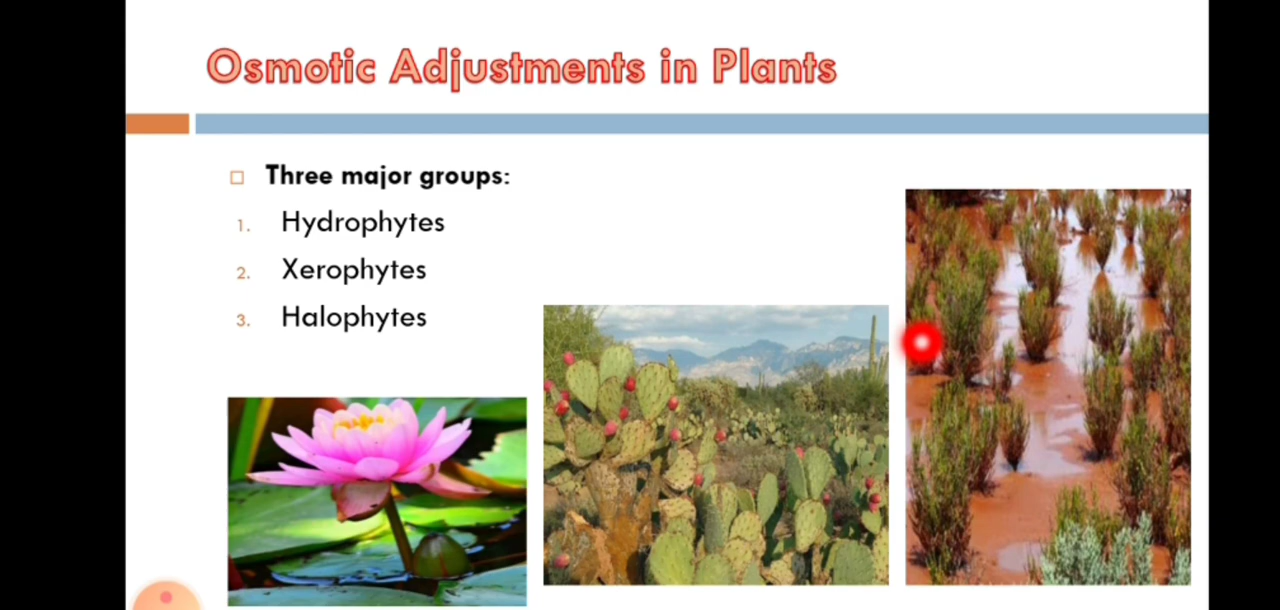 Osmotic Adjustments in Plants
Three major groups:
1. Hydrophytes
2. Xerophytes
3. Halophytes